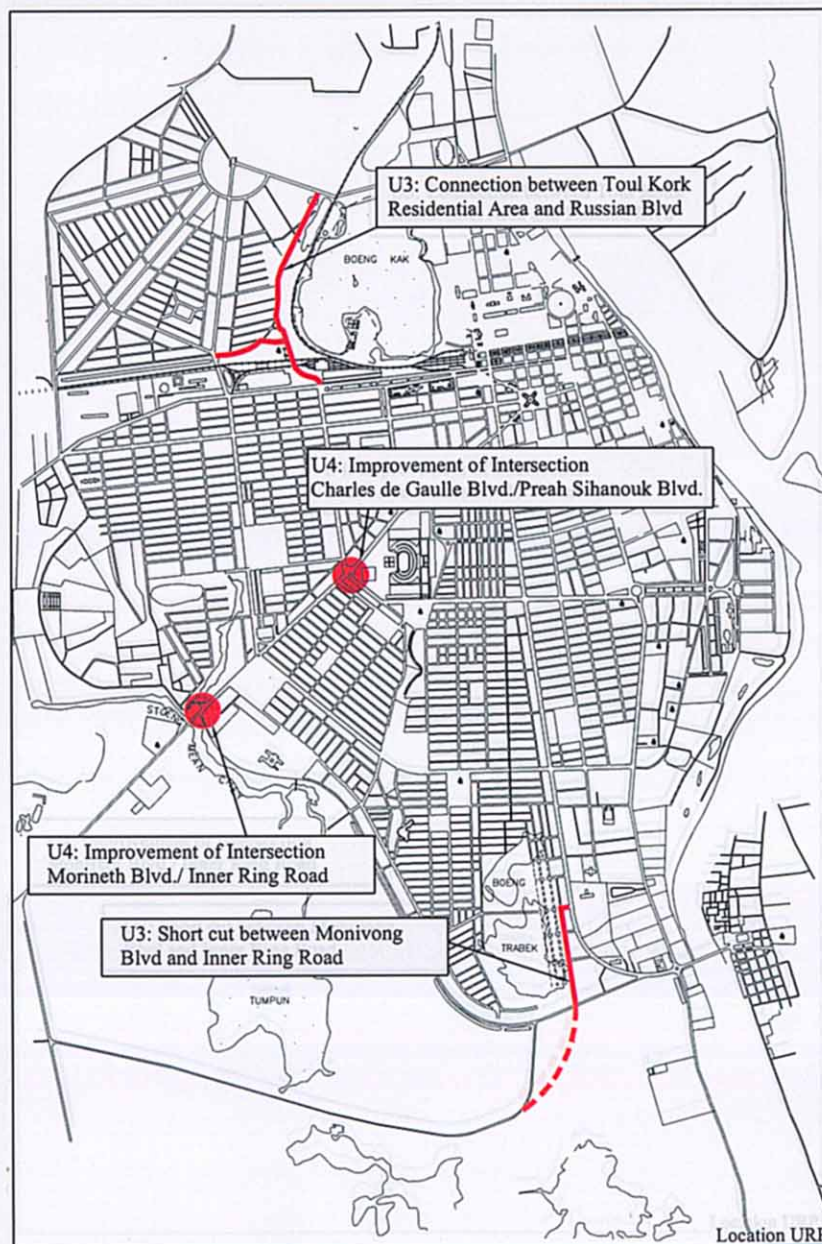 U3: Connection between Toul Kork
Residential Area and Russian Blvd
BOENG KAK
U4: Improvement of Intersection
Charles de Gaulle Blvd./Preah Sihanouk Blvd.
U4: Improvement of Intersection
Morineth Blvd./ Inner Ring Road
BOENG
U3: Short cut between Monivong
Blvd and Inner Ring Road
TRABEK
TUMPUN
Location URP